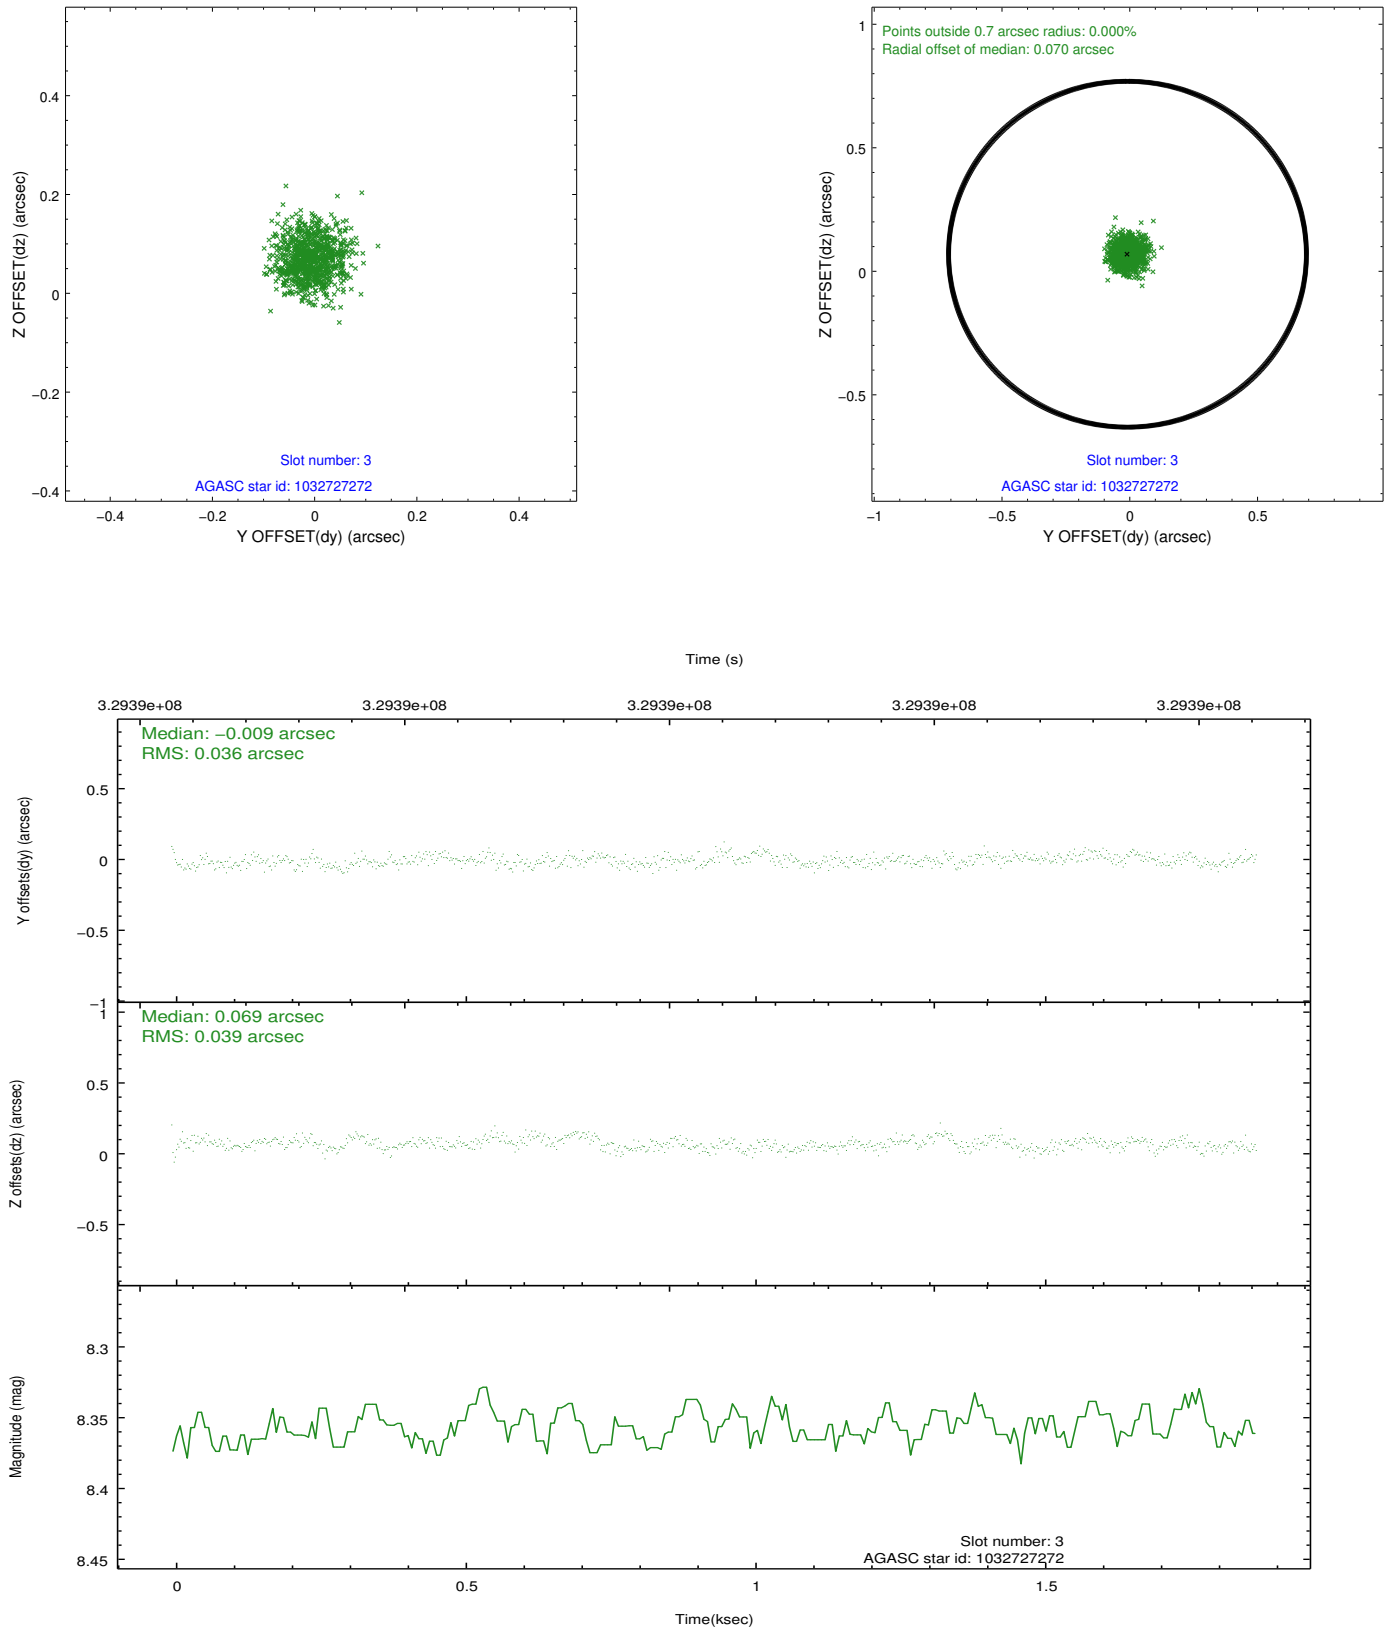 0.4
0.2
0
−0.2
−0.4
Z OFFSET(dz) (arcsec)
Slot number: 3
AGASC star id: 1032727272
−0.4 −0.2 0 0.2 0.4
Y OFFSET(dy) (arcsec)
Points outside 0.7 arcsec radius: 0.000%
Radial offset of median: 0.070 arcsec
1
0.5
0
−0.5
Z OFFSET(dz) (arcsec)
Slot number: 3
AGASC star id: 1032727272
−1 −0.5 0 0.5
Y OFFSET(dy) (arcsec)
Time (s)
3.2939e+08 3.2939e+08 3.2939e+08 3.2939e+08 3.2939e+08
Median: −0.009 arcsec
RMS: 0.036 arcsec
0.5
0
−0.5
−1
Y offsets(dy) (arcsec)
Median: 0.069 arcsec
RMS: 0.039 arcsec
1
0.5
0
−0.5
Z offsets(dz) (arcsec)
8.3
8.35
8.4
8.45
Magnitude (mag)
Slot number: 3
AGASC star id: 1032727272
0 0.5 1 1.5
Time(ksec)